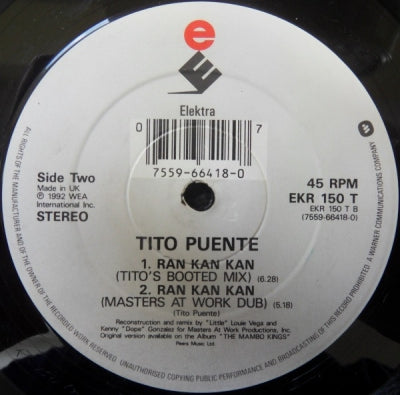 e
Elektra
0 7
7559-66418-0
Side Two
Made in UK
℗ 1992 WEA
International Inc.
STEREO
45 RPM
EKR 150 T
EKR 150 T B
(7559-66418-0)
TITO PUENTE
1. RAN KAN KAN
(TITO'S BOOTED MIX) (6.28)
2. RAN KAN KAN
(MASTERS AT WORK DUB) (5.18)
(Tito Puente)
Reconstruction and remix by "Little" Louie Vega and
Kenny "Dope" Gonzalez for Masters At Work Productions, Inc.
Original version available on the Album "THE MAMBO KINGS"
Peers Music Ltd.
ALL RIGHTS OF THE MANUFACTURER AND OF THE OWNER OF THE RECORDED WORK RESERVED UNAUTHORISED COPYING PUBLIC PERFORMANCE AND BROADCASTING OF THIS RECORD PROHIBITED A WARNER COMMUNICATIONS COMPANY